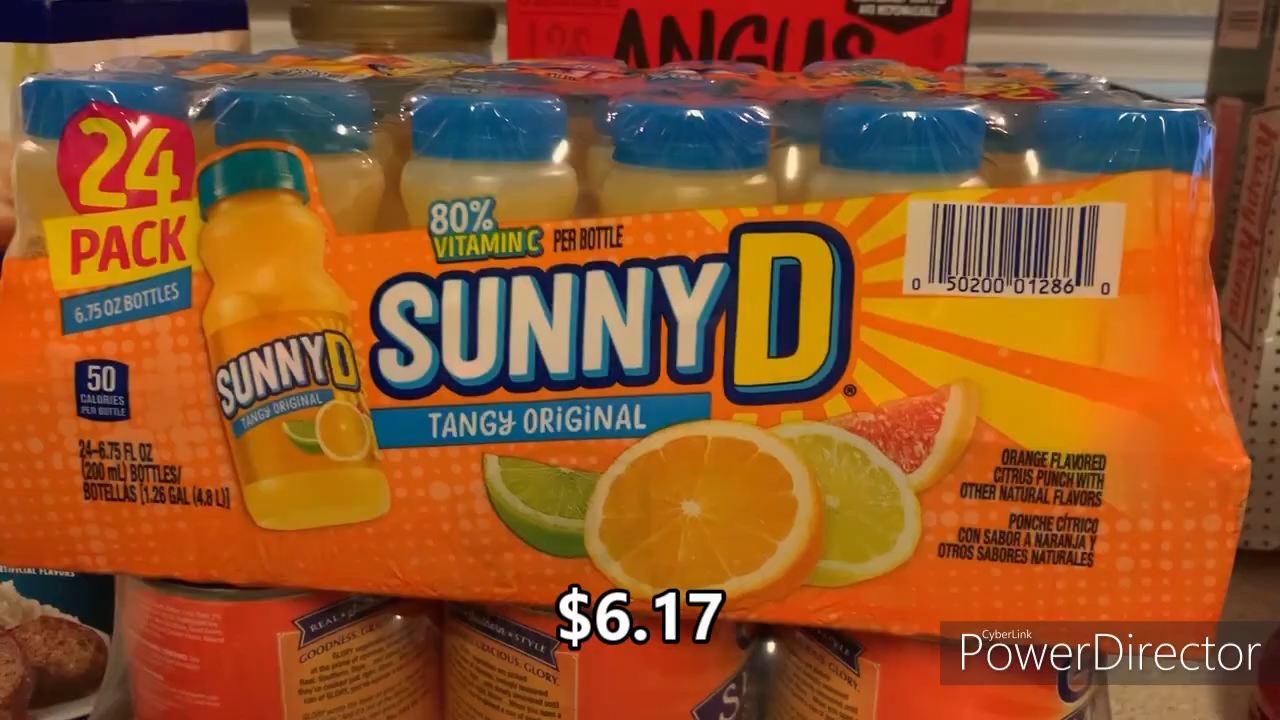 ANGUS
24
PACK
6.75 OZ BOTTLES
50
CALORIES
PER BOTTLE
24–6.75 FL OZ
(200 mL) BOTTLES/
BOTELLAS [1.26 GAL (4.8 L)]
SUNNYD
TANGY ORIGINAL
80%
VITAMIN C PER BOTTLE
SUNNYD®
TANGY ORIGINAL
0 50200 01286 0
ORANGE FLAVORED
CITRUS PUNCH WITH
OTHER NATURAL FLAVORS
PONCHE CÍTRICO
CON SABOR A NARANJA Y
OTROS SABORES NATURALES
$6.17
CyberLink
PowerDirector